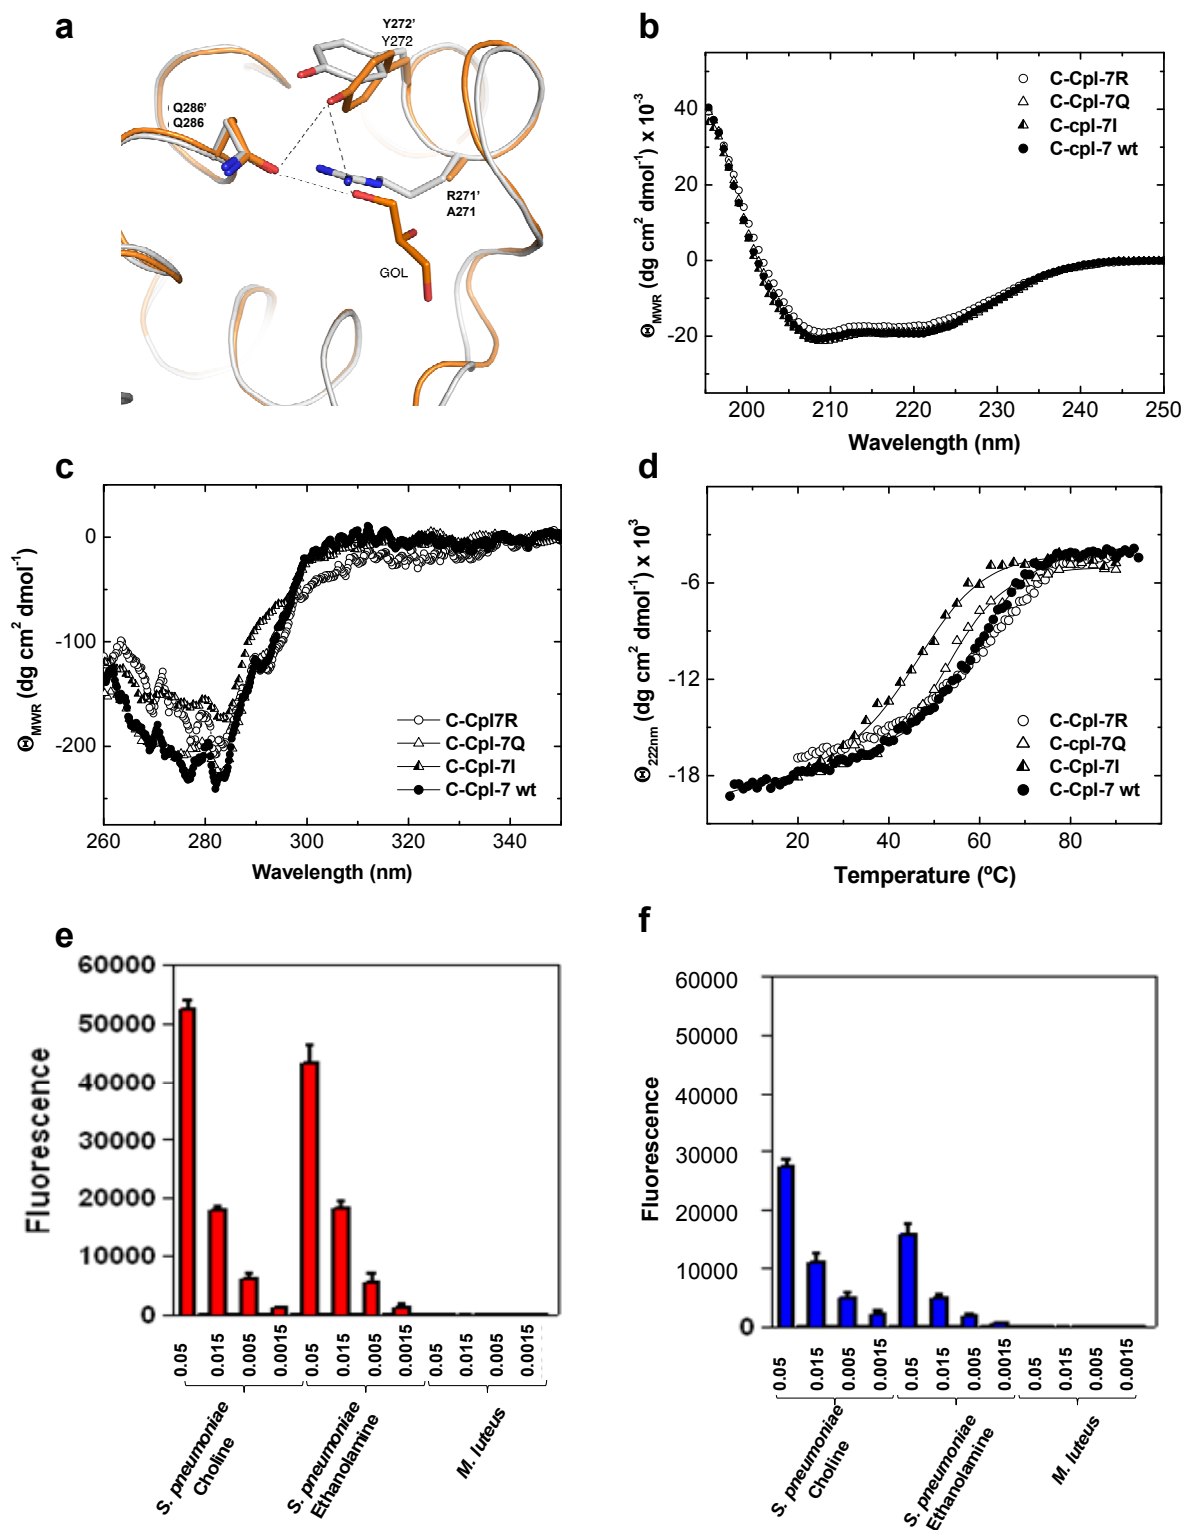 a
Y272'
Y272
Q286'
Q286
R271'
A271
GOL
b
ΘMWR (dg cm² dmol⁻¹) x 10⁻³
40
20
0
-20
C-Cpl-7R
C-Cpl-7Q
C-cpl-7I
C-cpl-7 wt
200
210
220
230
240
250
Wavelength (nm)
c
ΘMWR (dg cm² dmol⁻¹)
0
-100
-200
C-Cpl7R
C-Cpl-7Q
C-Cpl-7I
C-Cpl-7 wt
260
280
300
320
340
Wavelength (nm)
d
Θ222nm (dg cm² dmol⁻¹) x 10³
-6
-12
-18
C-Cpl-7R
C-cpl-7Q
C-Cpl-7I
C-Cpl-7 wt
20
40
60
80
Temperature (ºC)
e
Fluorescence
60000
50000
40000
30000
20000
10000
0
0.05
0.015
0.005
0.0015
0.05
0.015
0.005
0.0015
0.05
0.015
0.005
0.0015
S. pneumoniae
Choline
S. pneumoniae
Ethanolamine
M. luteus
f
Fluorescence
60000
50000
40000
30000
20000
10000
0
0.05
0.015
0.005
0.0015
0.05
0.015
0.005
0.0015
0.05
0.015
0.005
0.0015
S. pneumoniae
Choline
S. pneumoniae
Ethanolamine
M. luteus